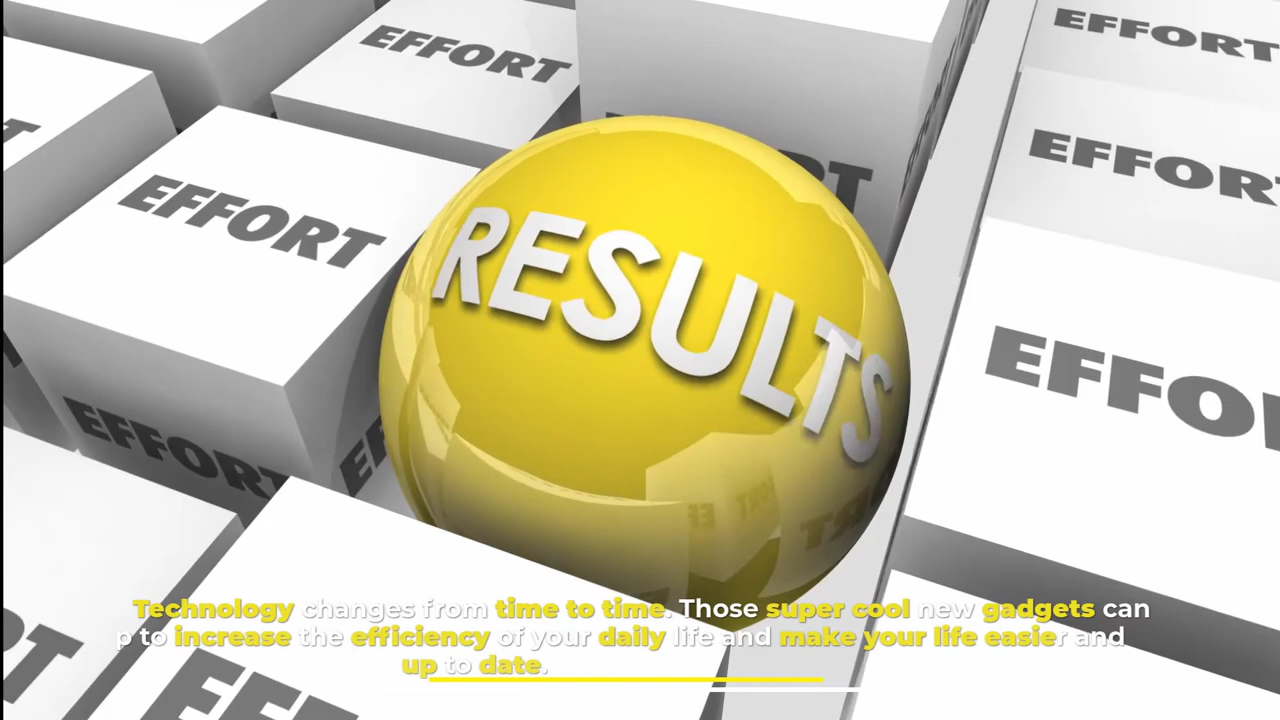 EFFORT
EFFORT
EFFORT
EFFORT
RESULTS
EFFORT
Technology changes from time to time. Those super cool new gadgets can
p to increase the efficiency of your daily life and make your life easier and
up to date.